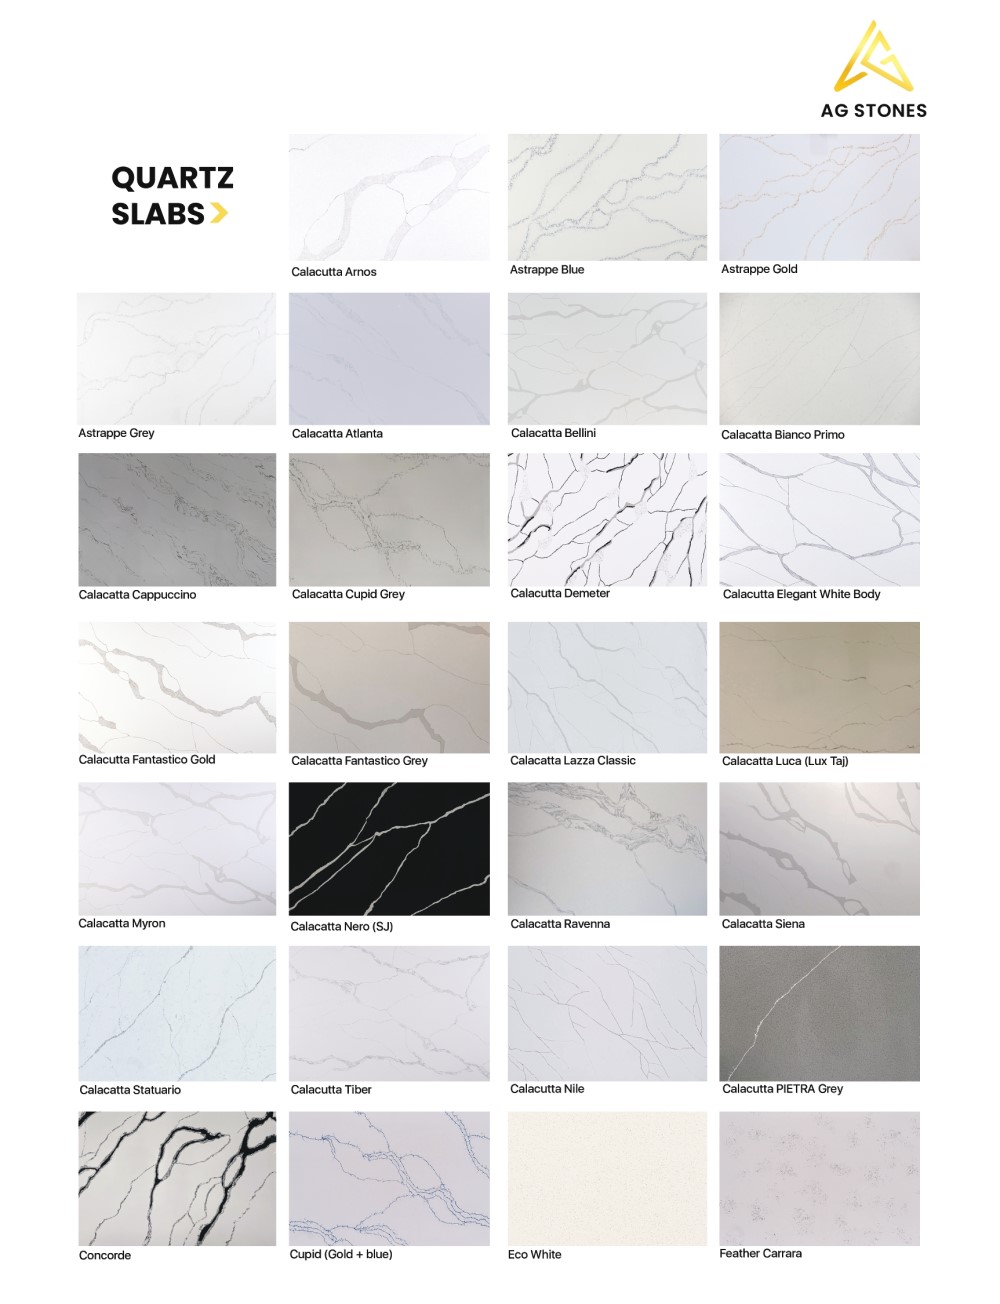 AG STONES
QUARTZ
SLABS
Calacutta Arnos
Astrappe Blue
Astrappe Gold
Astrappe Grey
Calacatta Atlanta
Calacatta Bellini
Calacatta Bianco Primo
Calacatta Cappuccino
Calacatta Cupid Grey
Calacutta Demeter
Calacutta Elegant White Body
Calacutta Fantastico Gold
Calacatta Fantastico Grey
Calacatta Lazza Classic
Calacatta Luca (Lux Taj)
Calacatta Myron
Calacatta Nero (SJ)
Calacatta Ravenna
Calacatta Siena
Calacatta Statuario
Calacutta Tiber
Calacutta Nile
Calacutta PIETRA Grey
Concorde
Cupid (Gold + blue)
Eco White
Feather Carrara